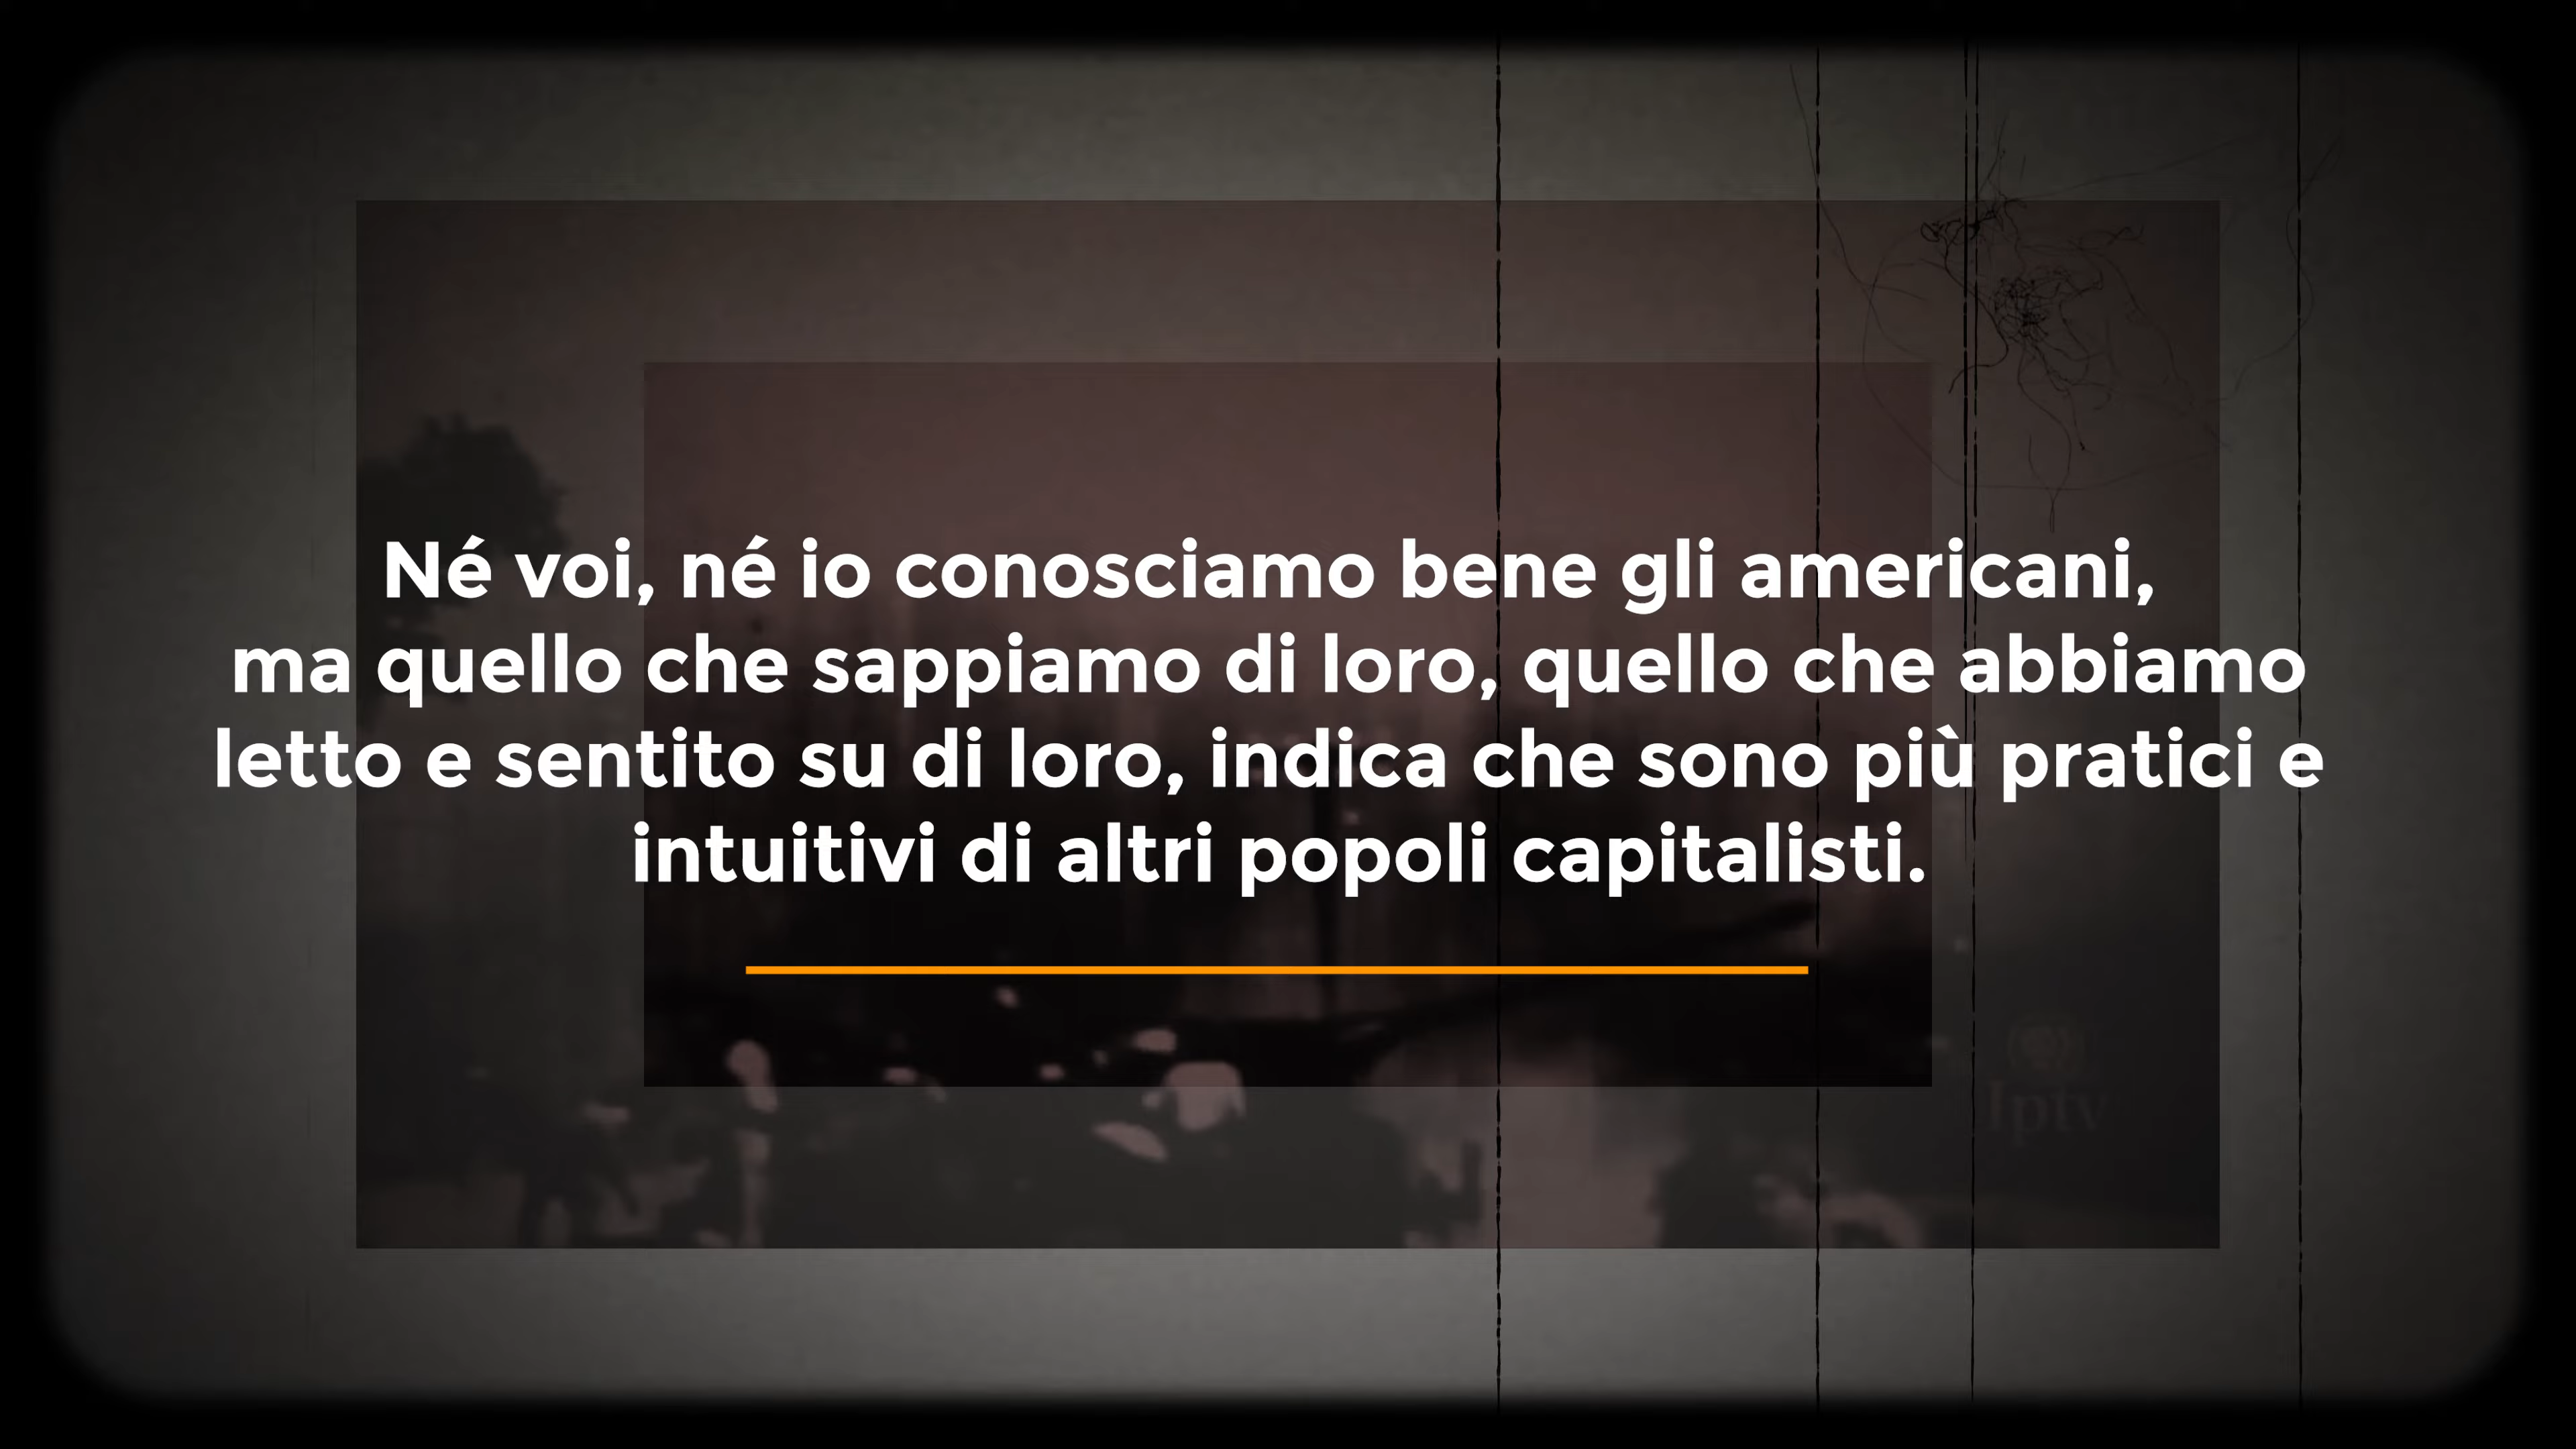 Né voi, né io conosciamo bene gli americani,
ma quello che sappiamo di loro, quello che abbiamo
letto e sentito su di loro, indica che sono più pratici e
intuitivi di altri popoli capitalisti.
Iptv